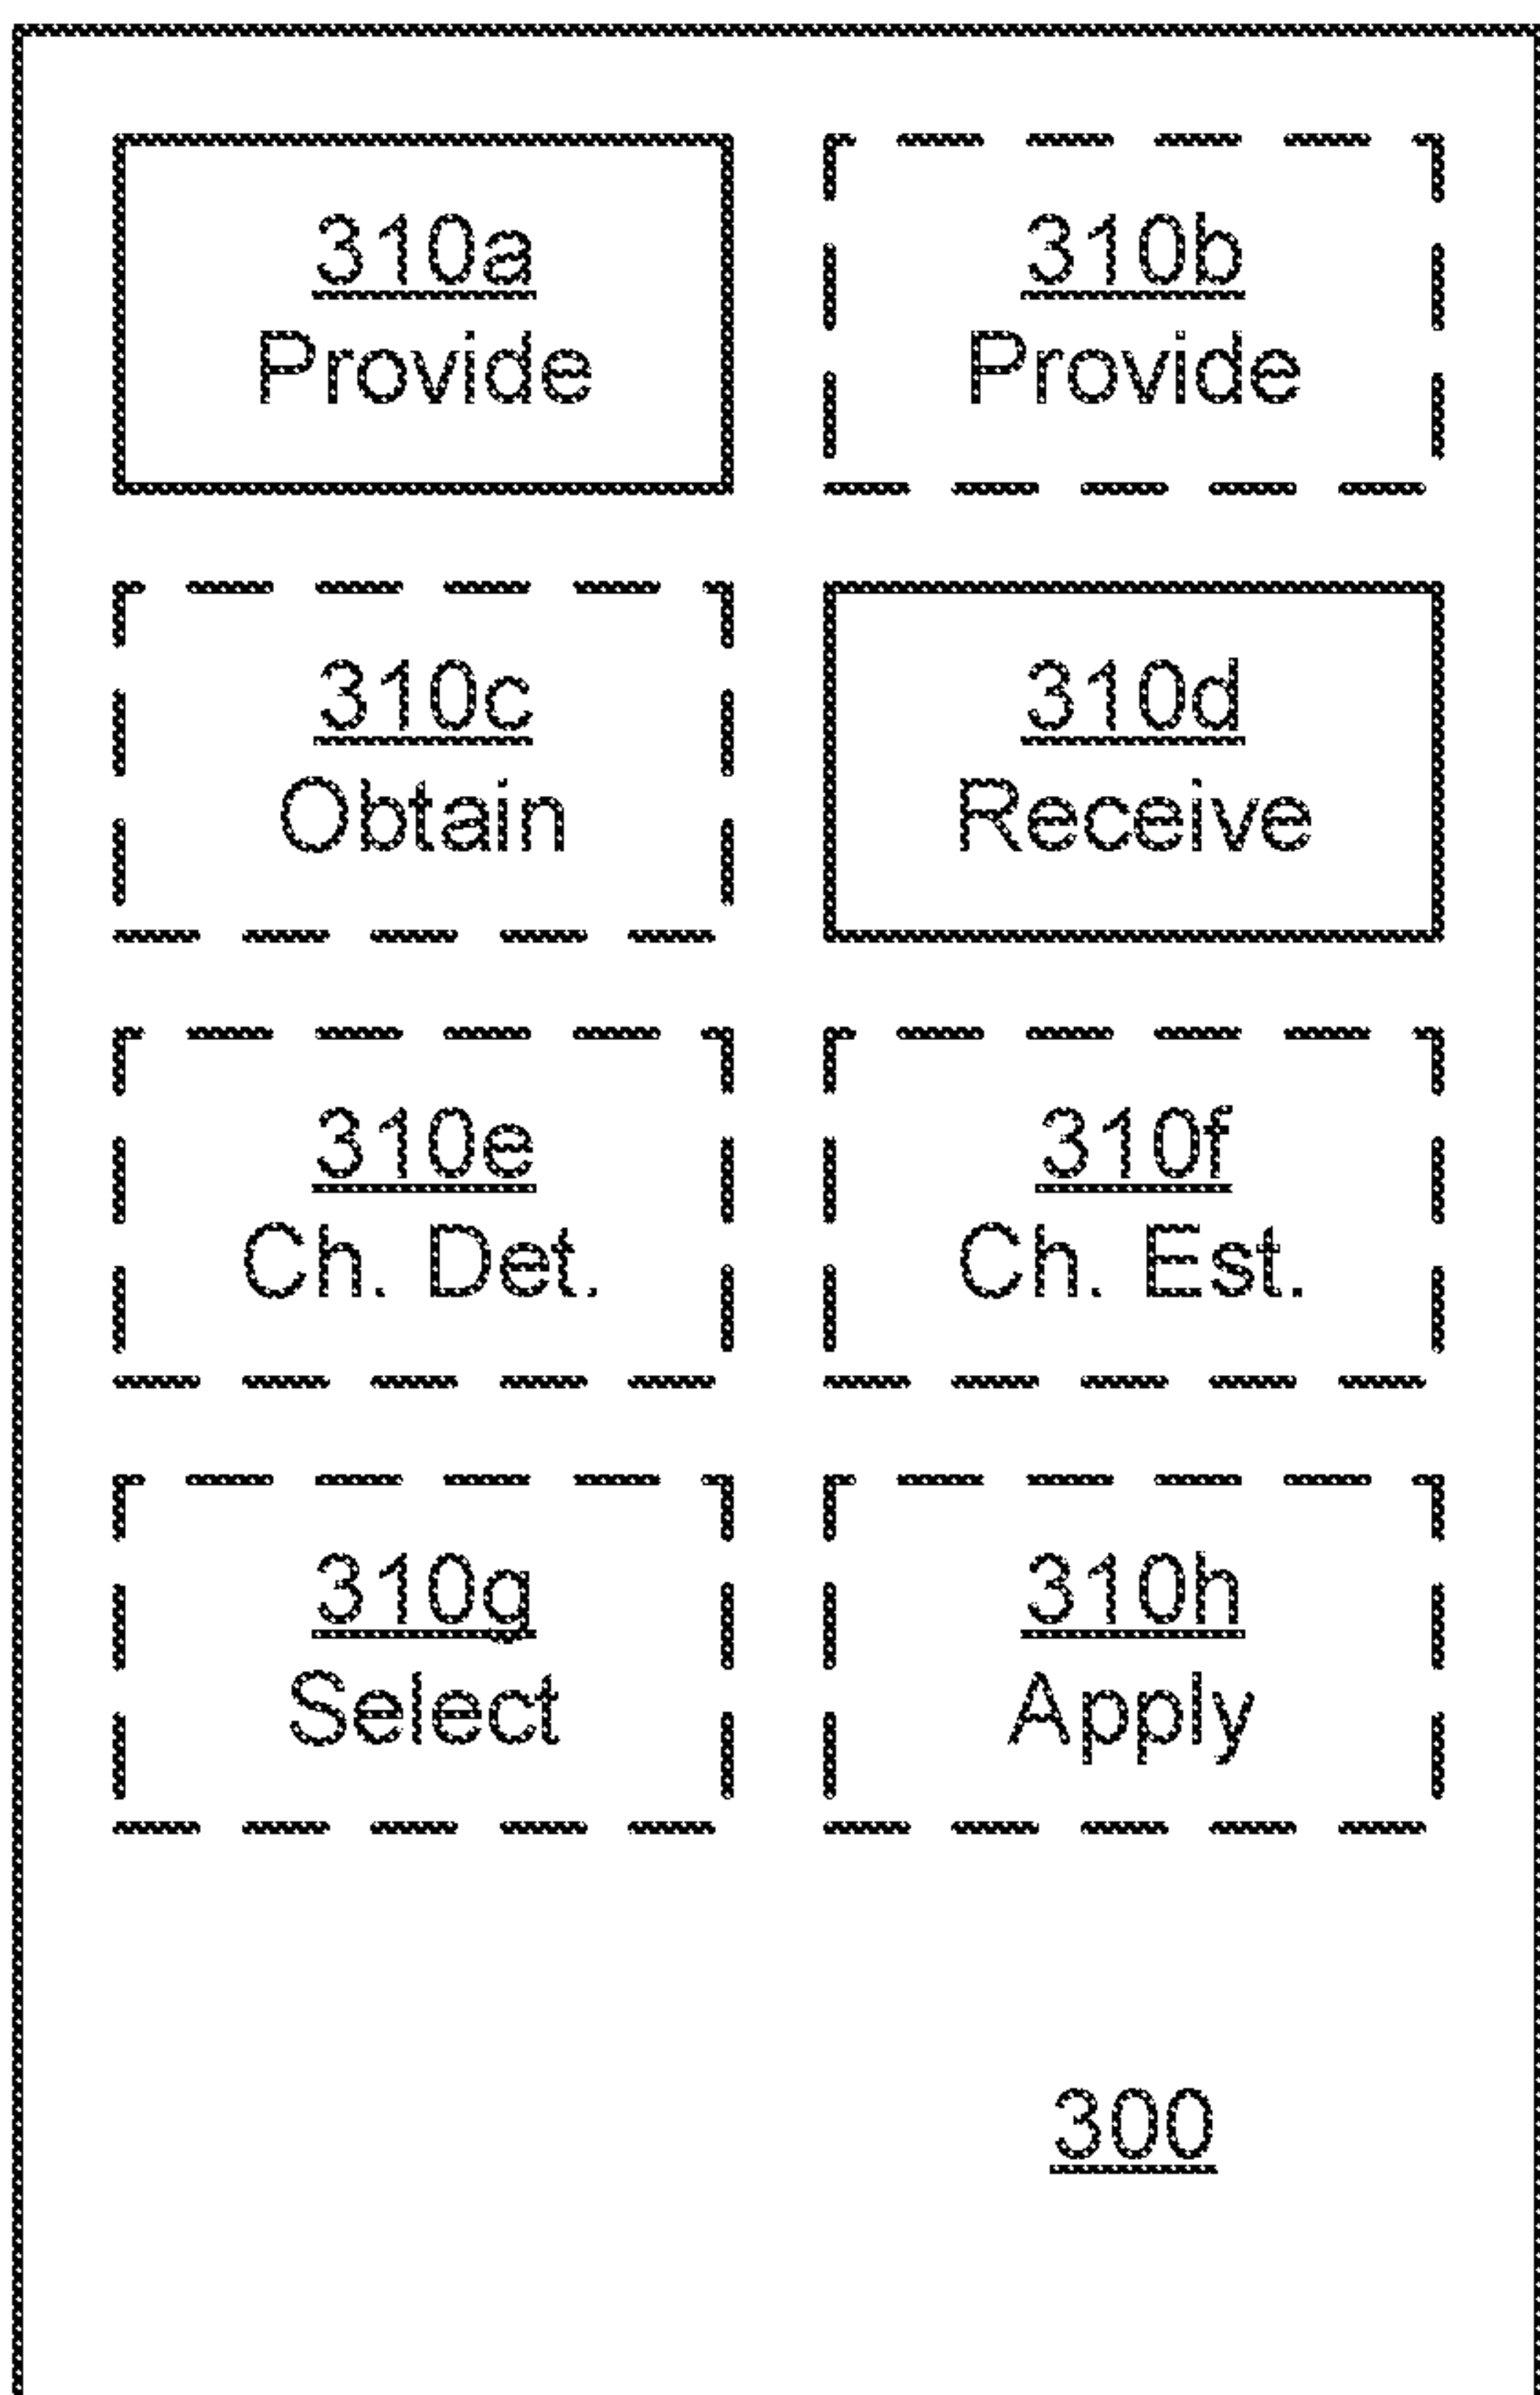 310a
Provide
310b
Provide
310c
Obtain
310d
Receive
310e
Ch. Det.
310f
Ch. Est.
310g
Select
310h
Apply
300